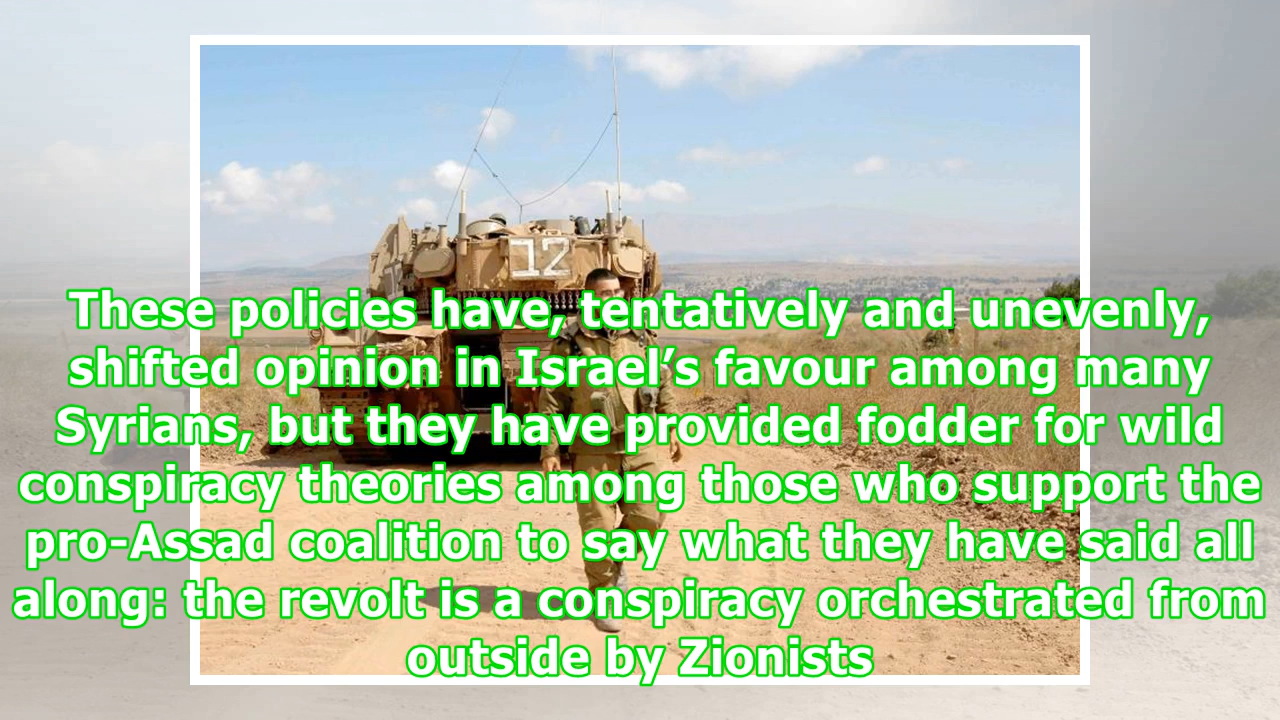 12
These policies have, tentatively and unevenly,
shifted opinion in Israel’s favour among many
Syrians, but they have provided fodder for wild
conspiracy theories among those who support the
pro-Assad coalition to say what they have said all
along: the revolt is a conspiracy orchestrated from
outside by Zionists